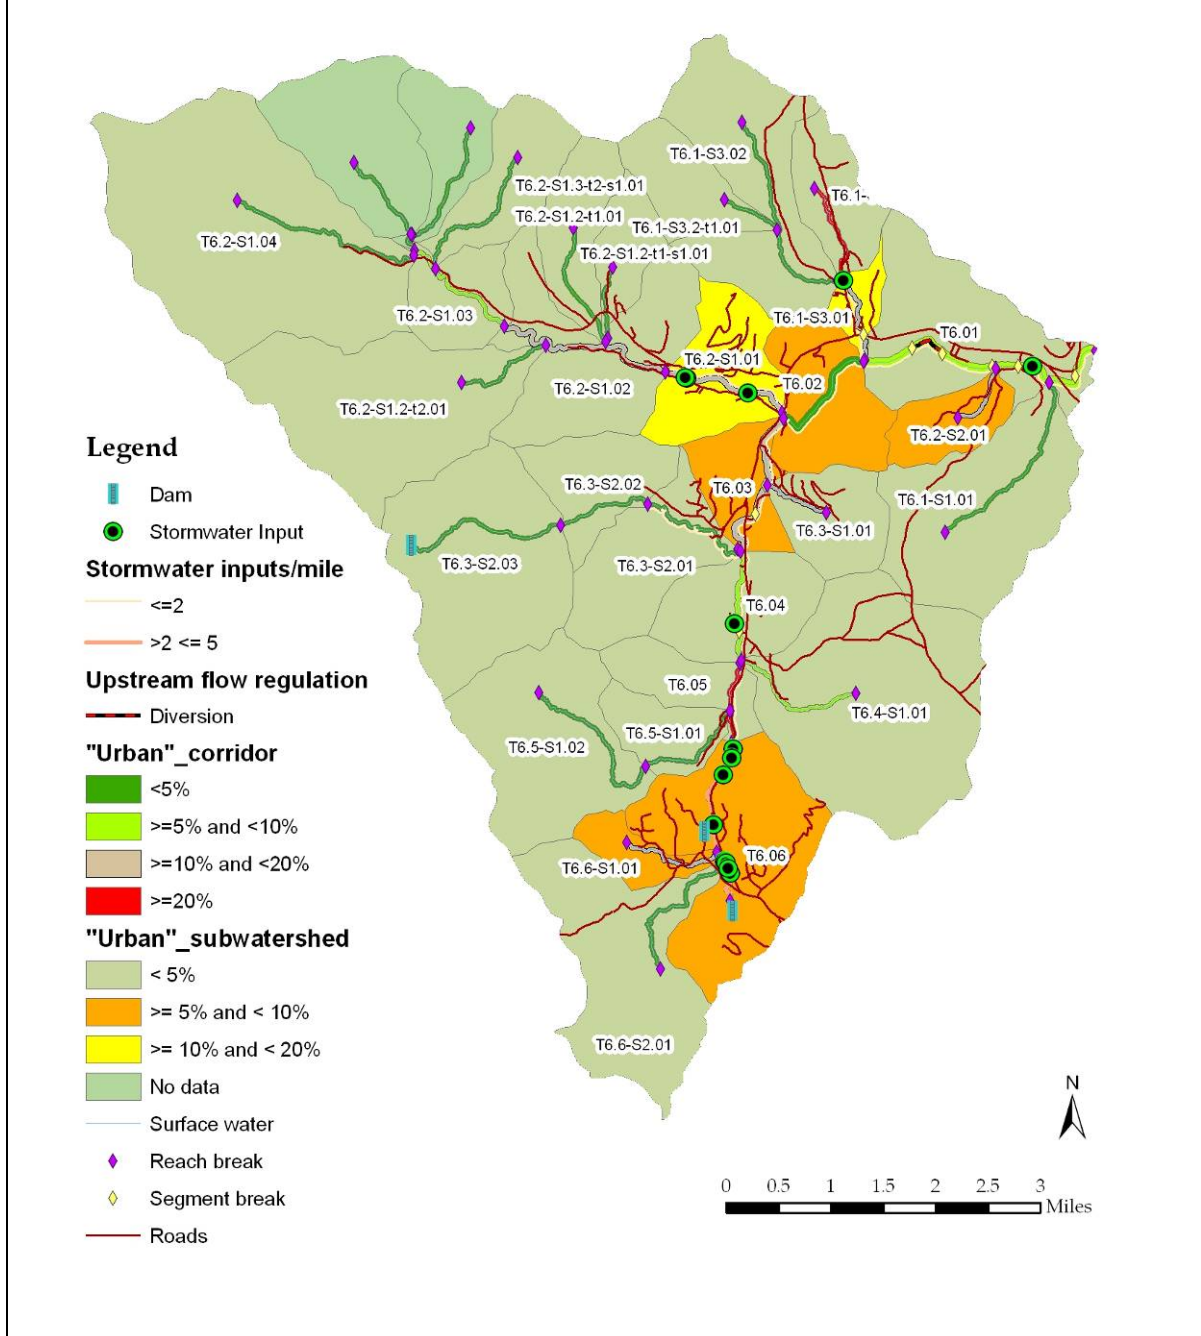 T6.1-S3.02
T6.1-
T6.2-S1.3-t2-s1.01
T6.2-S1.2-t1.01
T6.1-S3.2-t1.01
T6.2-S1.04
T6.2-S1.2-t1-s1.01
T6.2-S1.03
T6.1-S3.01
T6.01
T6.2-S1.01
T6.02
T6.2-S1.02
T6.2-S1.2-t2.01
T6.2-S2.01
T6.3-S2.02
T6.03
T6.1-S1.01
T6.3-S1.01
T6.3-S2.03
T6.3-S2.01
T6.04
T6.05
T6.4-S1.01
T6.5-S1.01
T6.5-S1.02
T6.06
T6.6-S1.01
T6.6-S2.01
Legend
Dam
Stormwater Input
Stormwater inputs/mile
<=2
>2 <= 5
Upstream flow regulation
Diversion
"Urban"_corridor
<5%
>=5% and <10%
>=10% and <20%
>=20%
"Urban"_subwatershed
< 5%
>= 5% and < 10%
>= 10% and < 20%
No data
Surface water
Reach break
Segment break
Roads
N
0 0.5 1 1.5 2 2.5 3
Miles